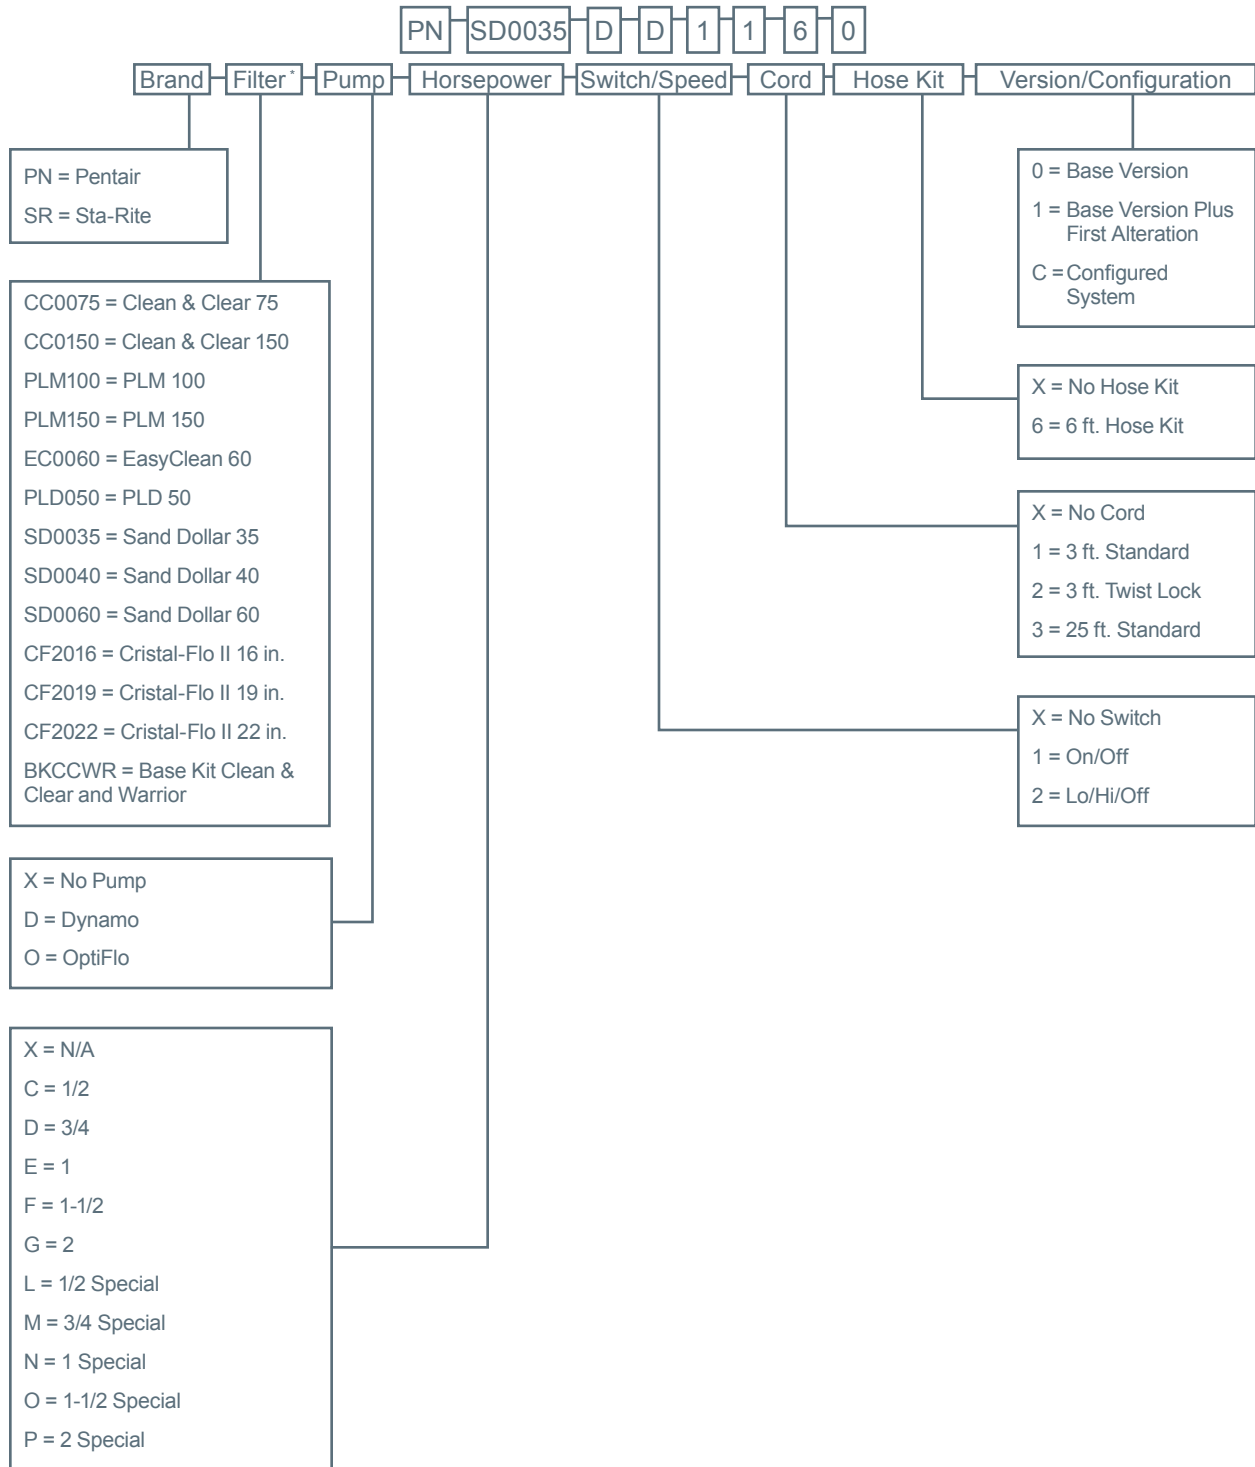 PN SD0035 D D 1 1 6 0
Brand Filter* Pump Horsepower Switch/Speed Cord Hose Kit Version/Configuration
PN = Pentair
SR = Sta-Rite
CC0075 = Clean & Clear 75
CC0150 = Clean & Clear 150
PLM100 = PLM 100
PLM150 = PLM 150
EC0060 = EasyClean 60
PLD050 = PLD 50
SD0035 = Sand Dollar 35
SD0040 = Sand Dollar 40
SD0060 = Sand Dollar 60
CF2016 = Cristal-Flo II 16 in.
CF2019 = Cristal-Flo II 19 in.
CF2022 = Cristal-Flo II 22 in.
BKCCWR = Base Kit Clean &
Clear and Warrior
X = No Pump
D = Dynamo
O = OptiFlo
X = N/A
C = 1/2
D = 3/4
E = 1
F = 1-1/2
G = 2
L = 1/2 Special
M = 3/4 Special
N = 1 Special
O = 1-1/2 Special
P = 2 Special
0 = Base Version
1 = Base Version Plus
First Alteration
C = Configured
System
X = No Hose Kit
6 = 6 ft. Hose Kit
X = No Cord
1 = 3 ft. Standard
2 = 3 ft. Twist Lock
3 = 25 ft. Standard
X = No Switch
1 = On/Off
2 = Lo/Hi/Off